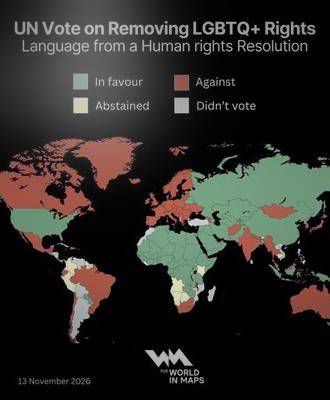 UN Vote on Removing LGBTQ+ Rights
Language from a Human rights Resolution
In favour
Against
Abstained
Didn't vote
THE WORLD
IN MAPS
13 November 2026